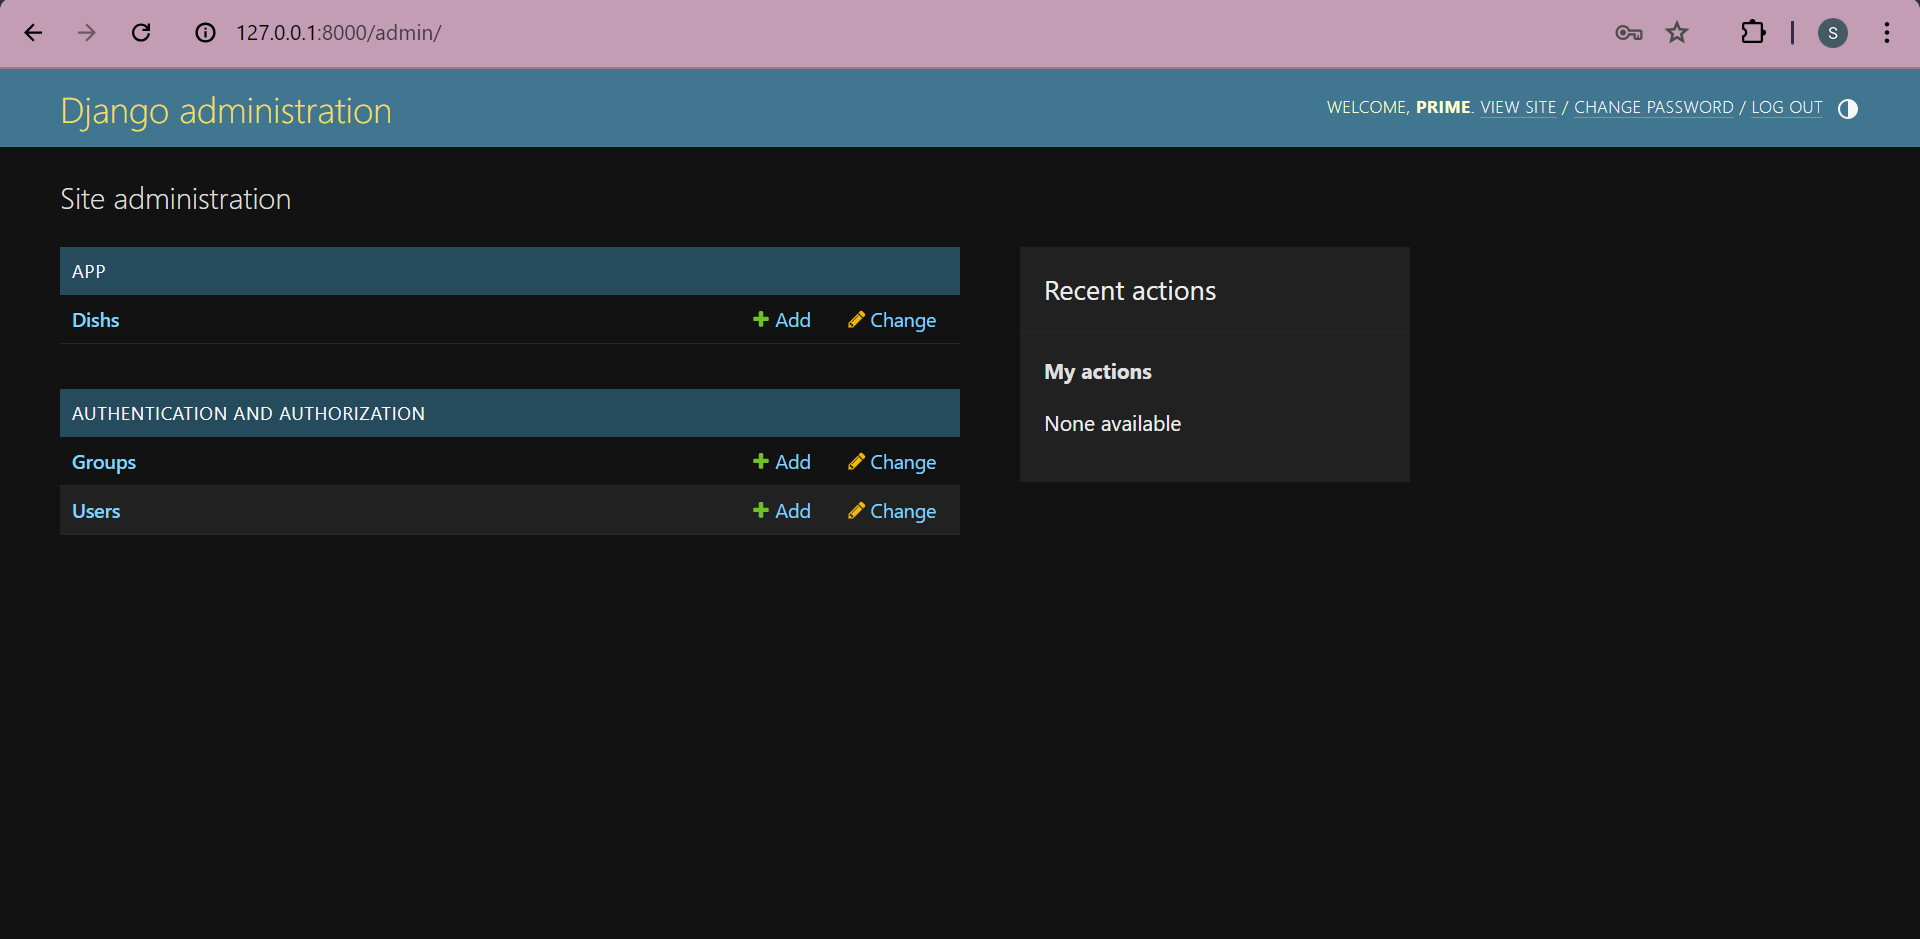 127.0.0.1:8000/admin/
S
Django administration
WELCOME, PRIME. VIEW SITE / CHANGE PASSWORD / LOG OUT
Site administration
APP
Dishs Add Change
AUTHENTICATION AND AUTHORIZATION
Groups Add Change
Users Add Change
Recent actions
My actions
None available